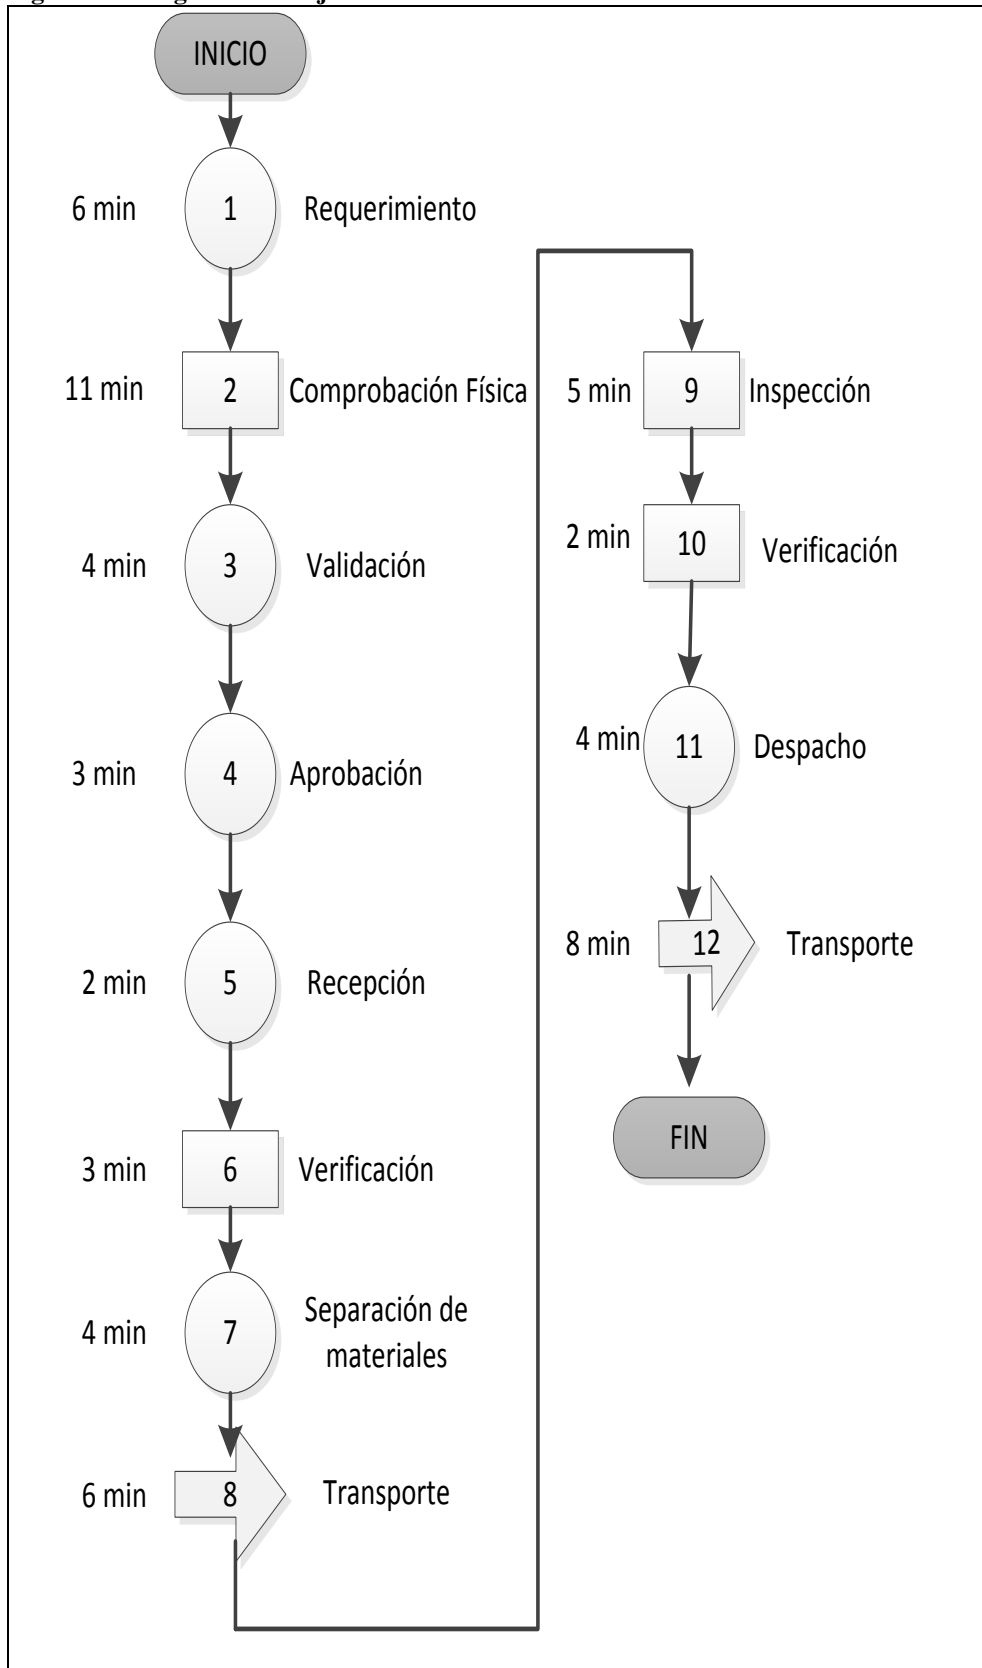 INICIO
6 min 1 Requerimiento
11 min 2 Comprobación Física
4 min 3 Validación
3 min 4 Aprobación
2 min 5 Recepción
3 min 6 Verificación
4 min 7 Separación de
materiales
6 min 8 Transporte
5 min 9 Inspección
2 min 10 Verificación
4 min 11 Despacho
8 min 12 Transporte
FIN